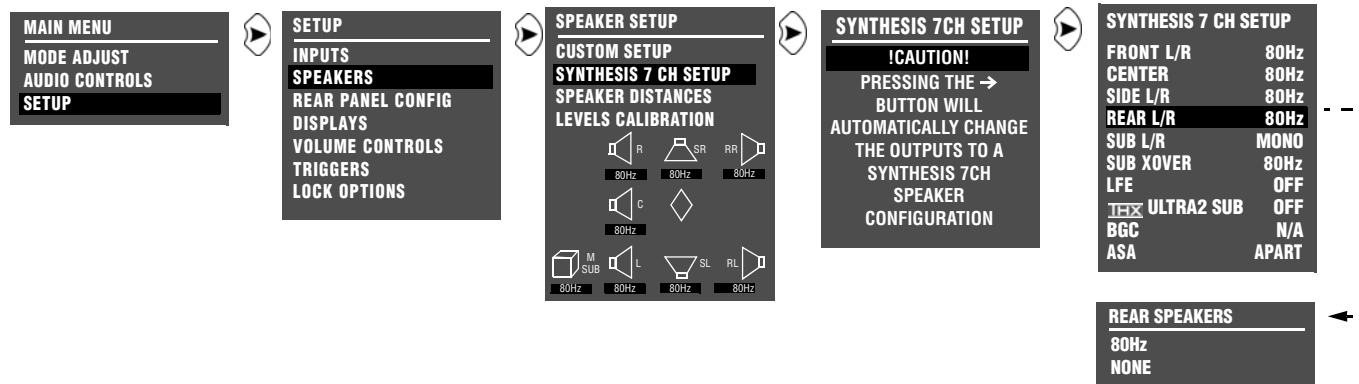 MAIN MENU
MODE ADJUST
AUDIO CONTROLS
SETUP
SETUP
INPUTS
SPEAKERS
REAR PANEL CONFIG
DISPLAYS
VOLUME CONTROLS
TRIGGERS
LOCK OPTIONS
SPEAKER SETUP
CUSTOM SETUP
SYNTHESIS 7 CH SETUP
SPEAKER DISTANCES
LEVELS CALIBRATION
R SR RR
80Hz 80Hz 80Hz
C
80Hz
M SUB L SL RL
80Hz 80Hz 80Hz 80Hz
SYNTHESIS 7CH SETUP
!CAUTION!
PRESSING THE →
BUTTON WILL
AUTOMATICALLY CHANGE
THE OUTPUTS TO A
SYNTHESIS 7CH
SPEAKER
CONFIGURATION
SYNTHESIS 7 CH SETUP
FRONT L/R 80Hz
CENTER 80Hz
SIDE L/R 80Hz
REAR L/R 80Hz
SUB L/R MONO
SUB XOVER 80Hz
LFE OFF
THX ULTRA2 SUB OFF
BGC N/A
ASA APART
REAR SPEAKERS
80Hz
NONE